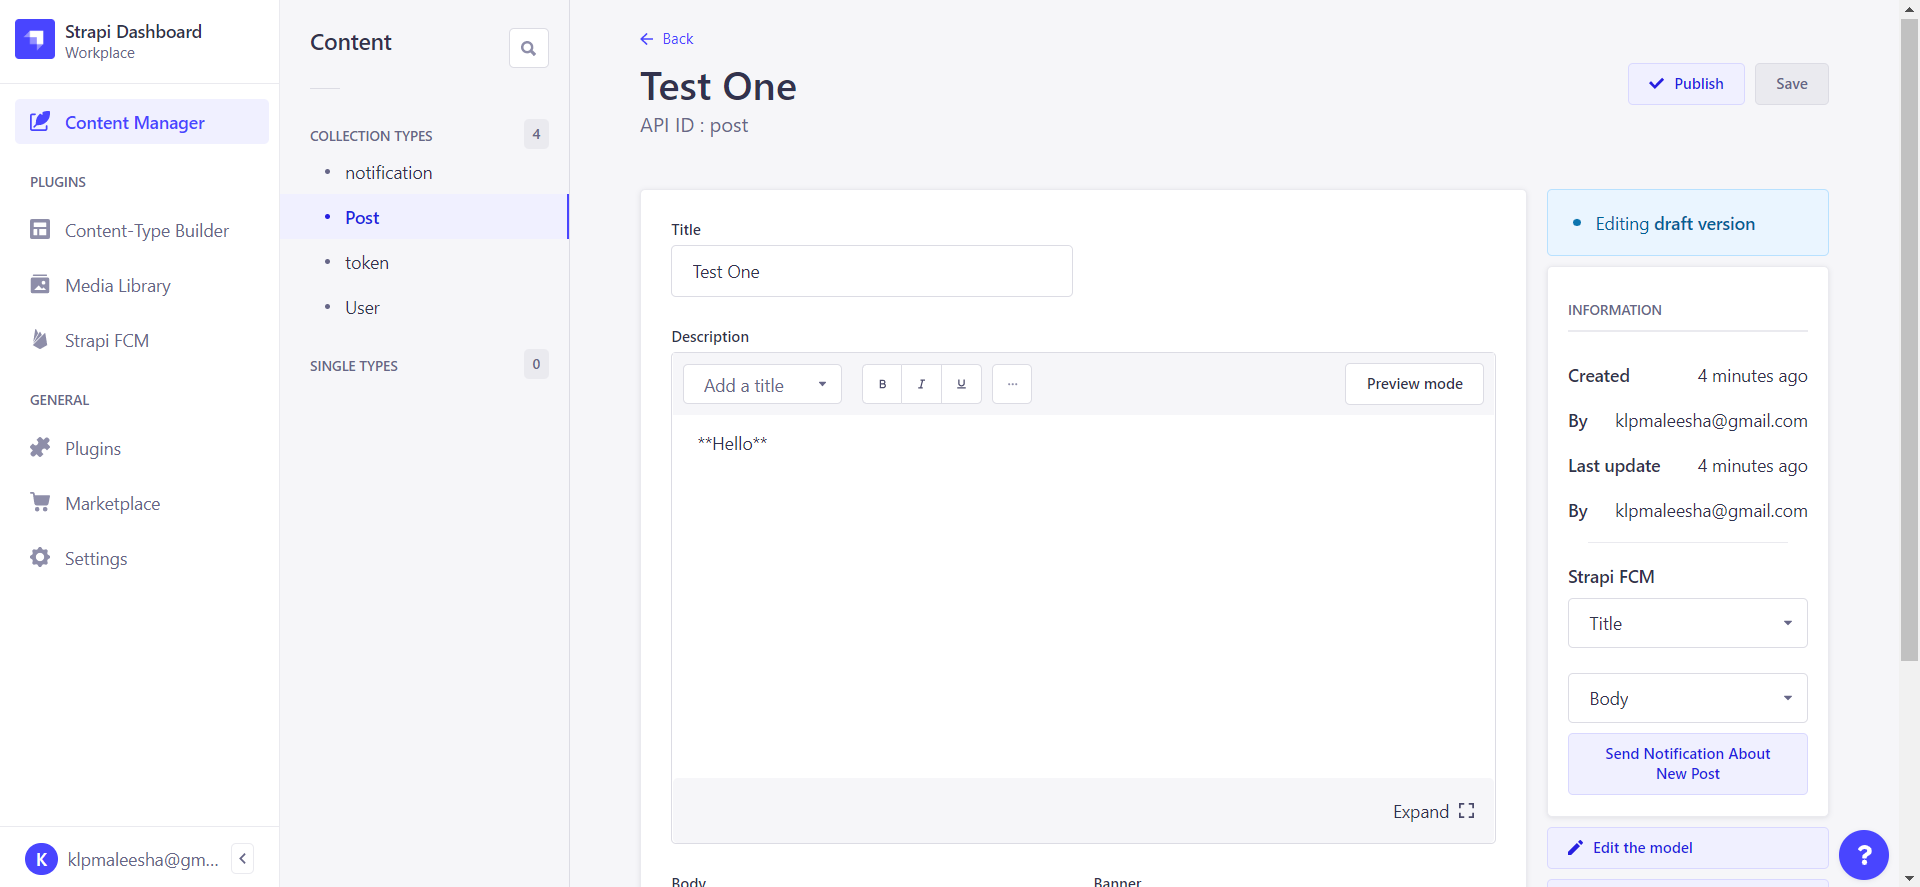 Strapi Dashboard
Workplace
Content Manager
PLUGINS
Content-Type Builder
Media Library
Strapi FCM
GENERAL
Plugins
Marketplace
Settings
K klpmaleesha@gm...
Content
COLLECTION TYPES 4
notification
Post
token
User
SINGLE TYPES 0
Back
Test One
API ID : post
Publish Save
Title
Test One
Description
Add a title B I U ... Preview mode
**Hello**
Expand
Body Banner
Editing draft version
INFORMATION
Created 4 minutes ago
By klpmaleesha@gmail.com
Last update 4 minutes ago
By klpmaleesha@gmail.com
Strapi FCM
Title
Body
Send Notification About
New Post
Edit the model
?